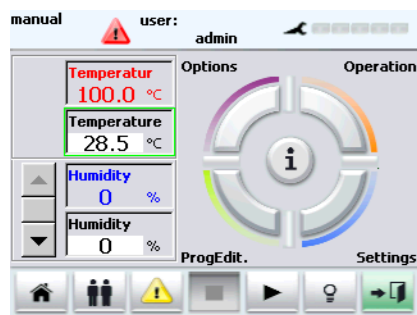 manual
user:
admin
Options
Operation
Temperatur
100.0 °C
Temperature
28.5 °C
Humidity
0 %
Humidity
0 %
i
ProgEdit.
Settings